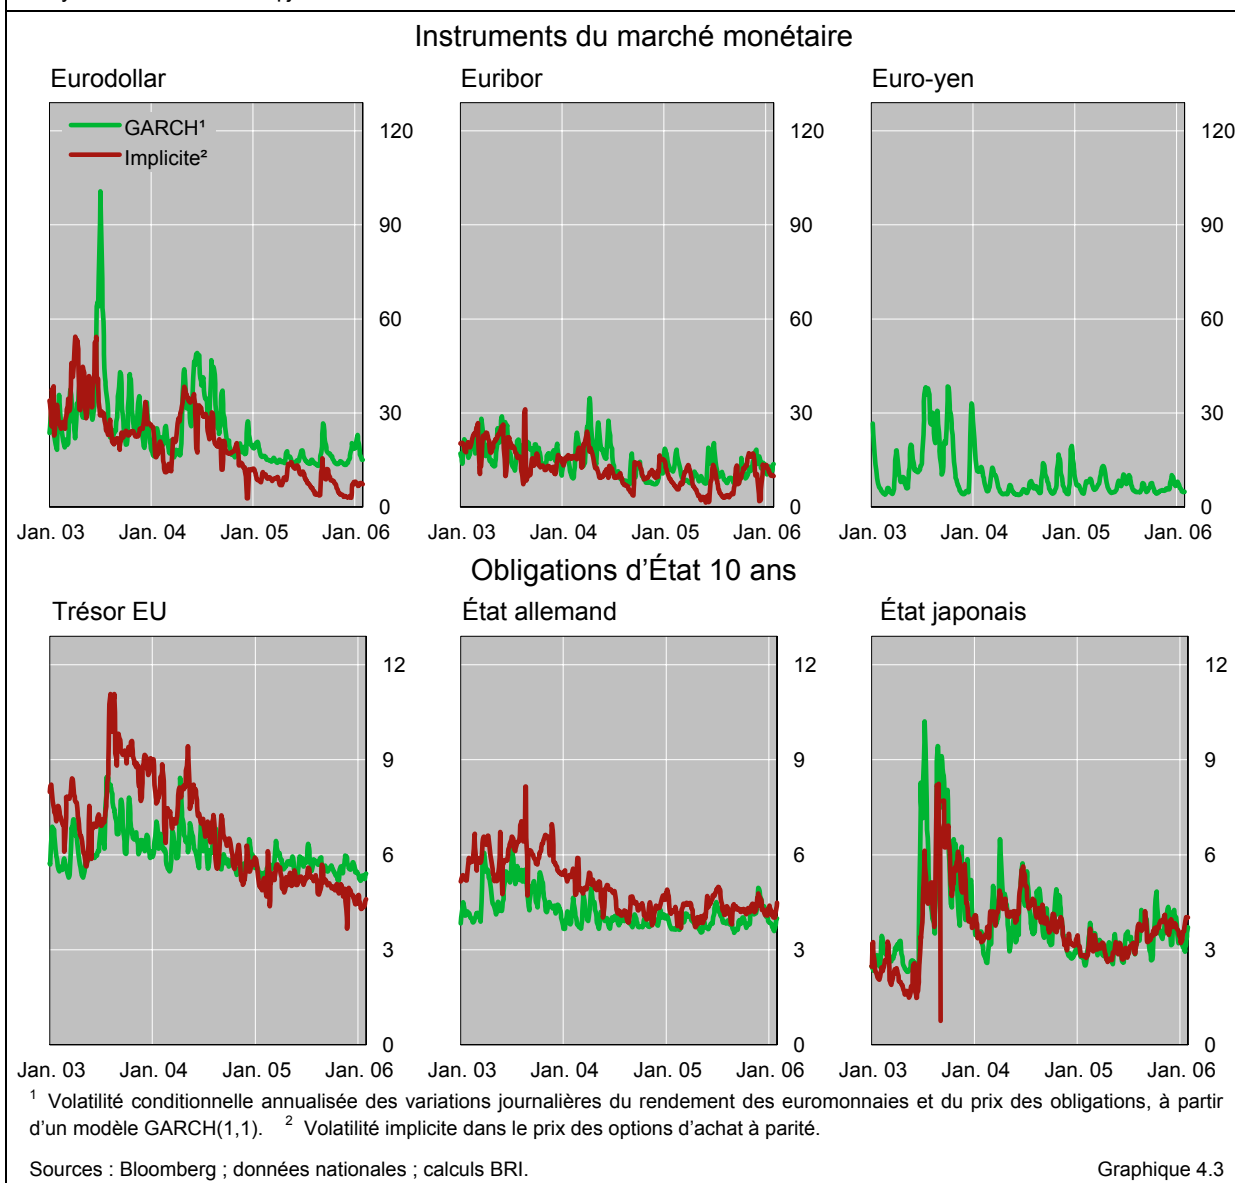 Instruments du marché monétaire
Eurodollar
Euribor
Euro-yen
GARCH¹
Implicite²
120
90
60
30
0
120
90
60
30
0
120
90
60
30
0
Jan. 03 Jan. 04 Jan. 05 Jan. 06
Jan. 03 Jan. 04 Jan. 05 Jan. 06
Jan. 03 Jan. 04 Jan. 05 Jan. 06
Obligations d’État 10 ans
Trésor EU
État allemand
État japonais
12
9
6
3
0
12
9
6
3
0
12
9
6
3
0
Jan. 03 Jan. 04 Jan. 05 Jan. 06
Jan. 03 Jan. 04 Jan. 05 Jan. 06
Jan. 03 Jan. 04 Jan. 05 Jan. 06
¹ Volatilité conditionnelle annualisée des variations journalières du rendement des euromonnaies et du prix des obligations, à partir
d’un modèle GARCH(1,1). ² Volatilité implicite dans le prix des options d’achat à parité.
Sources : Bloomberg ; données nationales ; calculs BRI.
Graphique 4.3